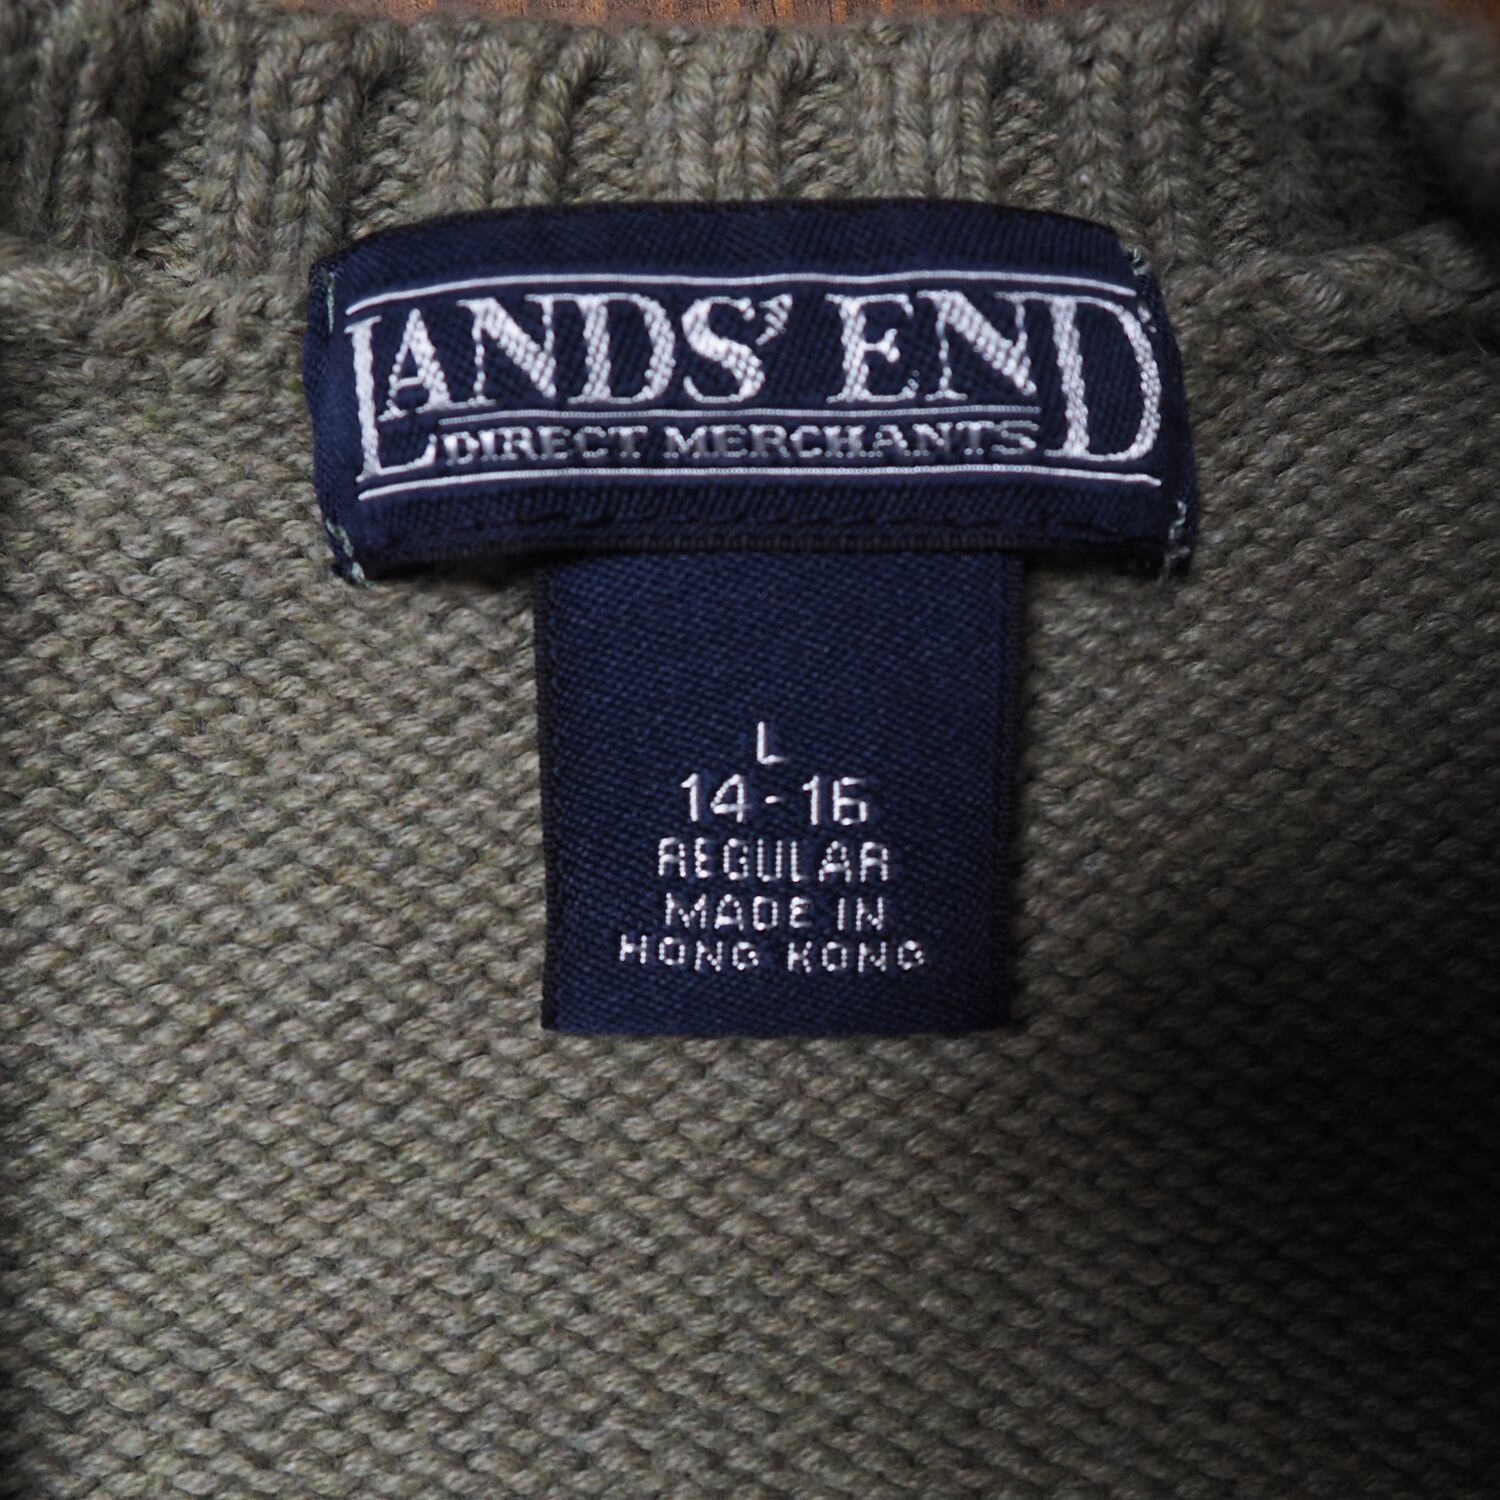 LANDS' END
DIRECT MERCHANTS
L
14-16
REGULAR
MADE IN
HONG KONG